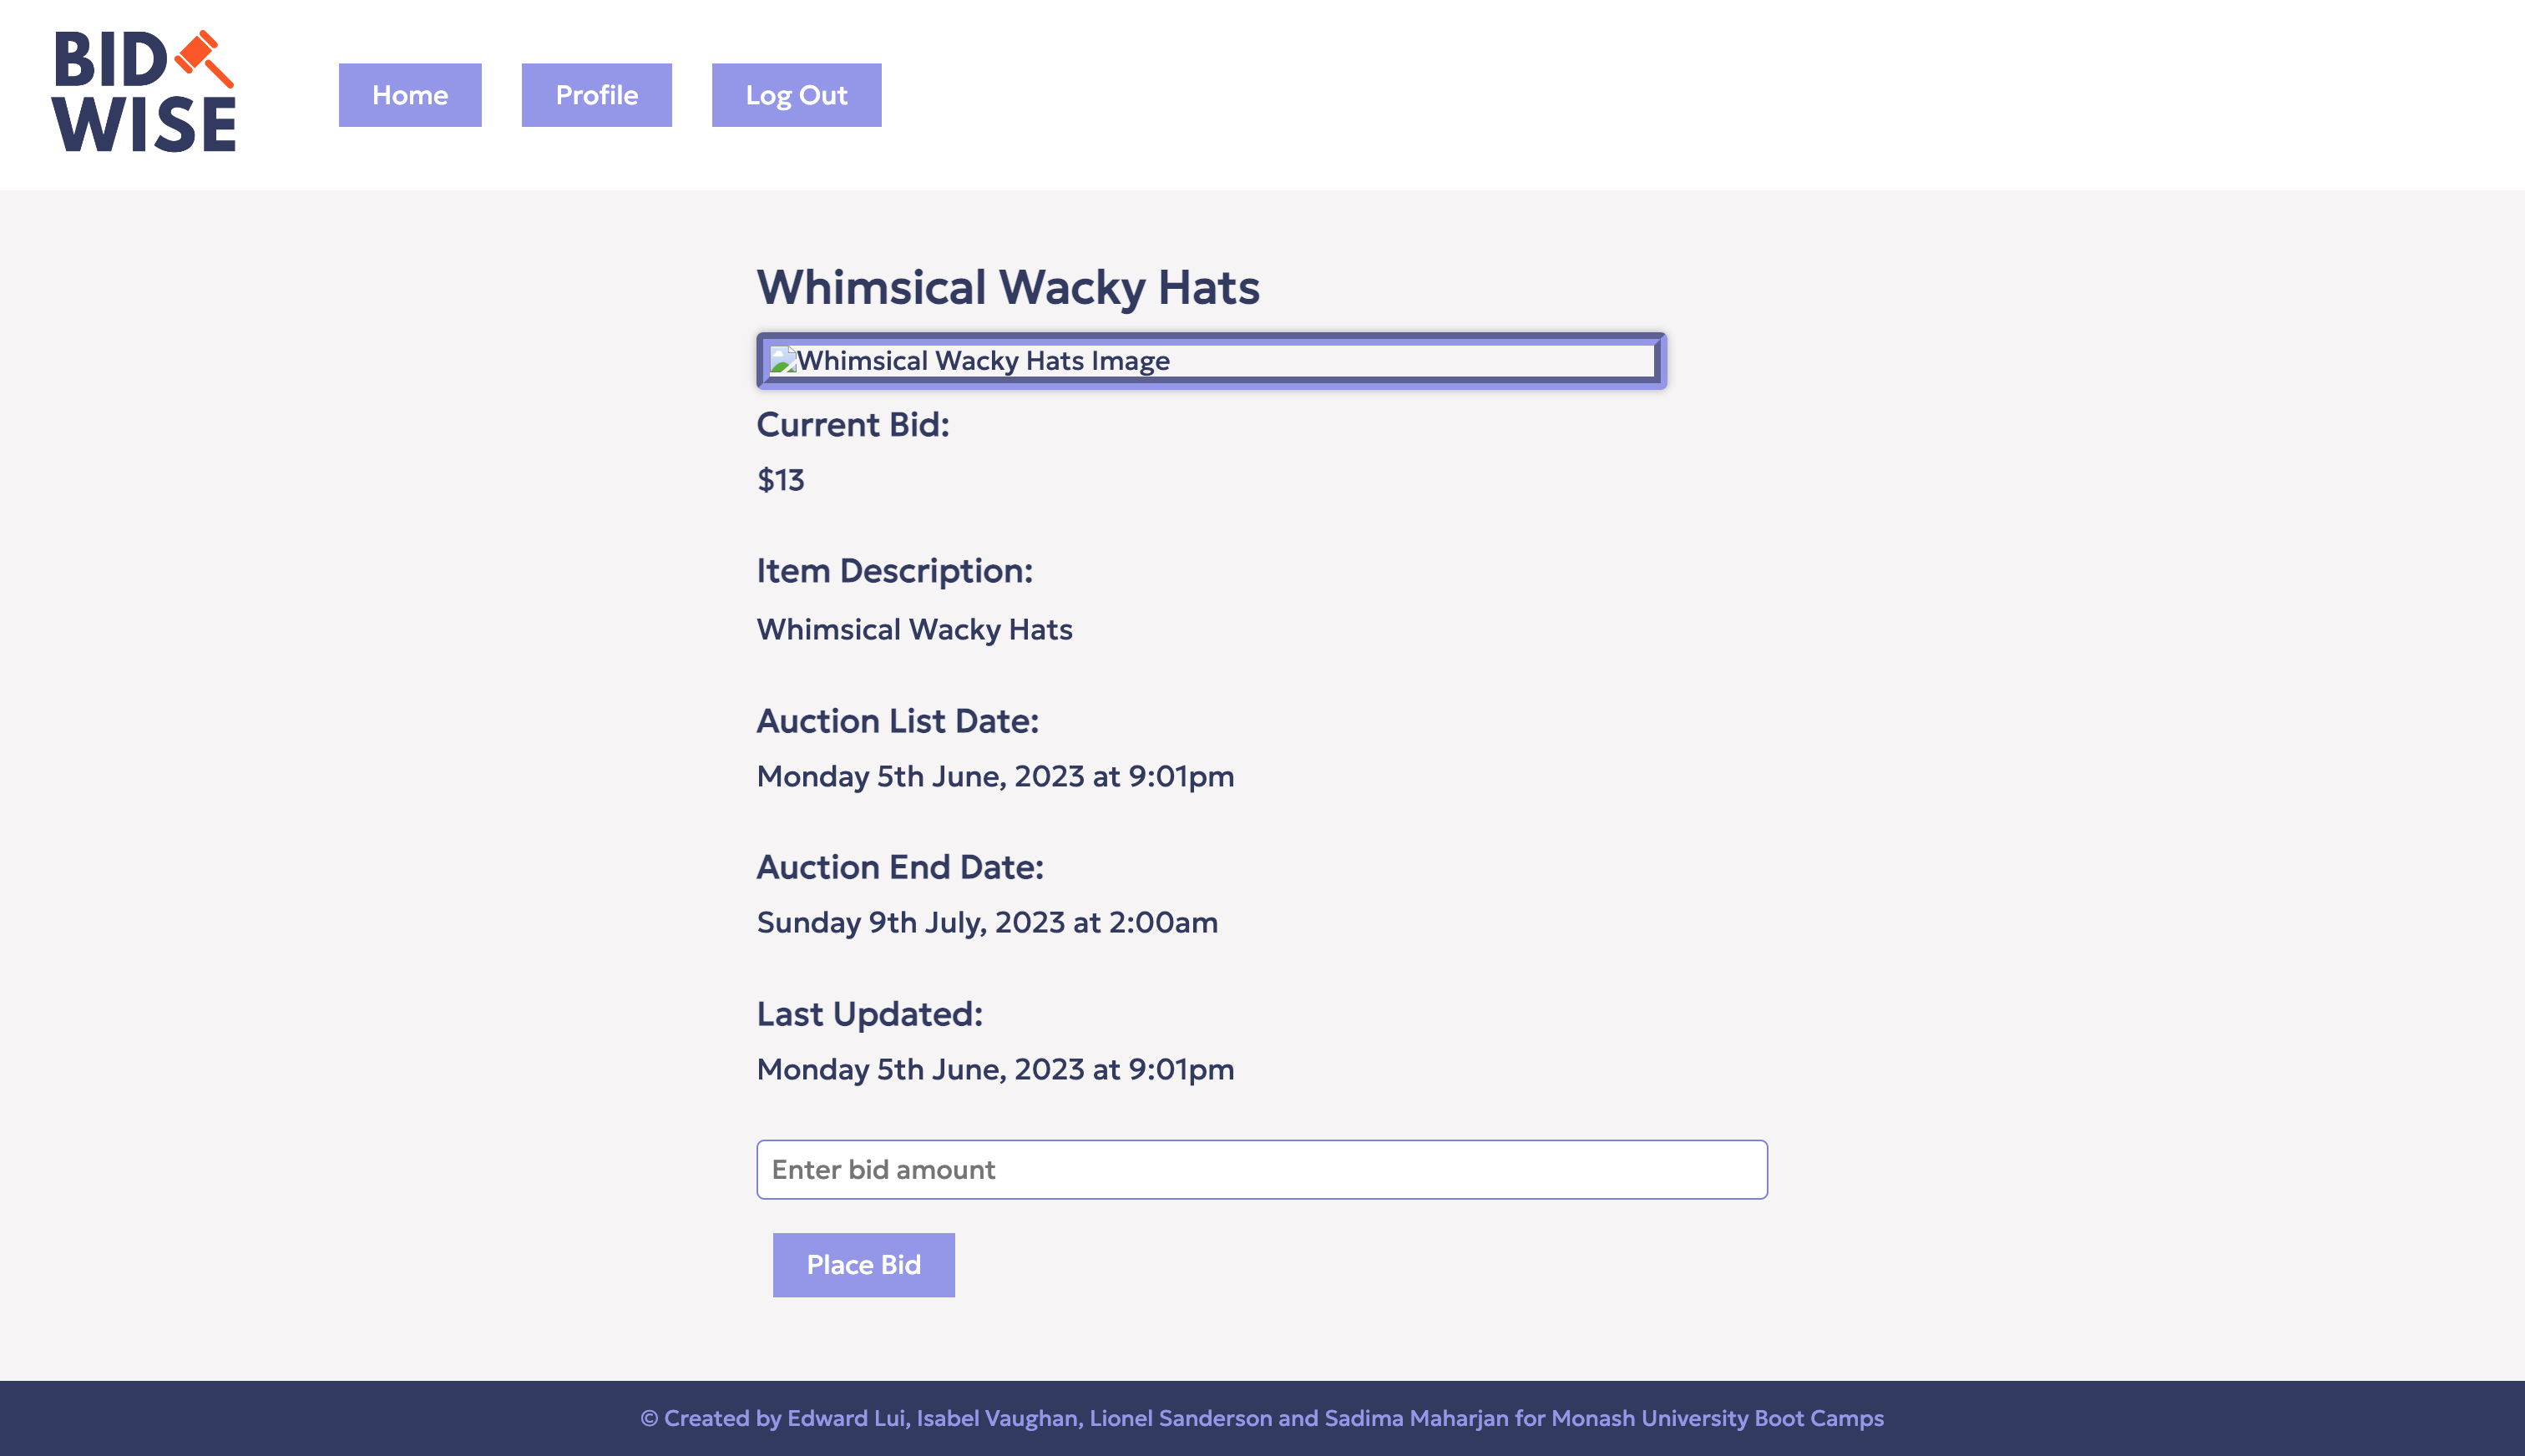 BID
WISE
Home
Profile
Log Out
Whimsical Wacky Hats
Whimsical Wacky Hats Image
Current Bid:
$13
Item Description:
Whimsical Wacky Hats
Auction List Date:
Monday 5th June, 2023 at 9:01pm
Auction End Date:
Sunday 9th July, 2023 at 2:00am
Last Updated:
Monday 5th June, 2023 at 9:01pm
Enter bid amount
Place Bid
© Created by Edward Lui, Isabel Vaughan, Lionel Sanderson and Sadima Maharjan for Monash University Boot Camps